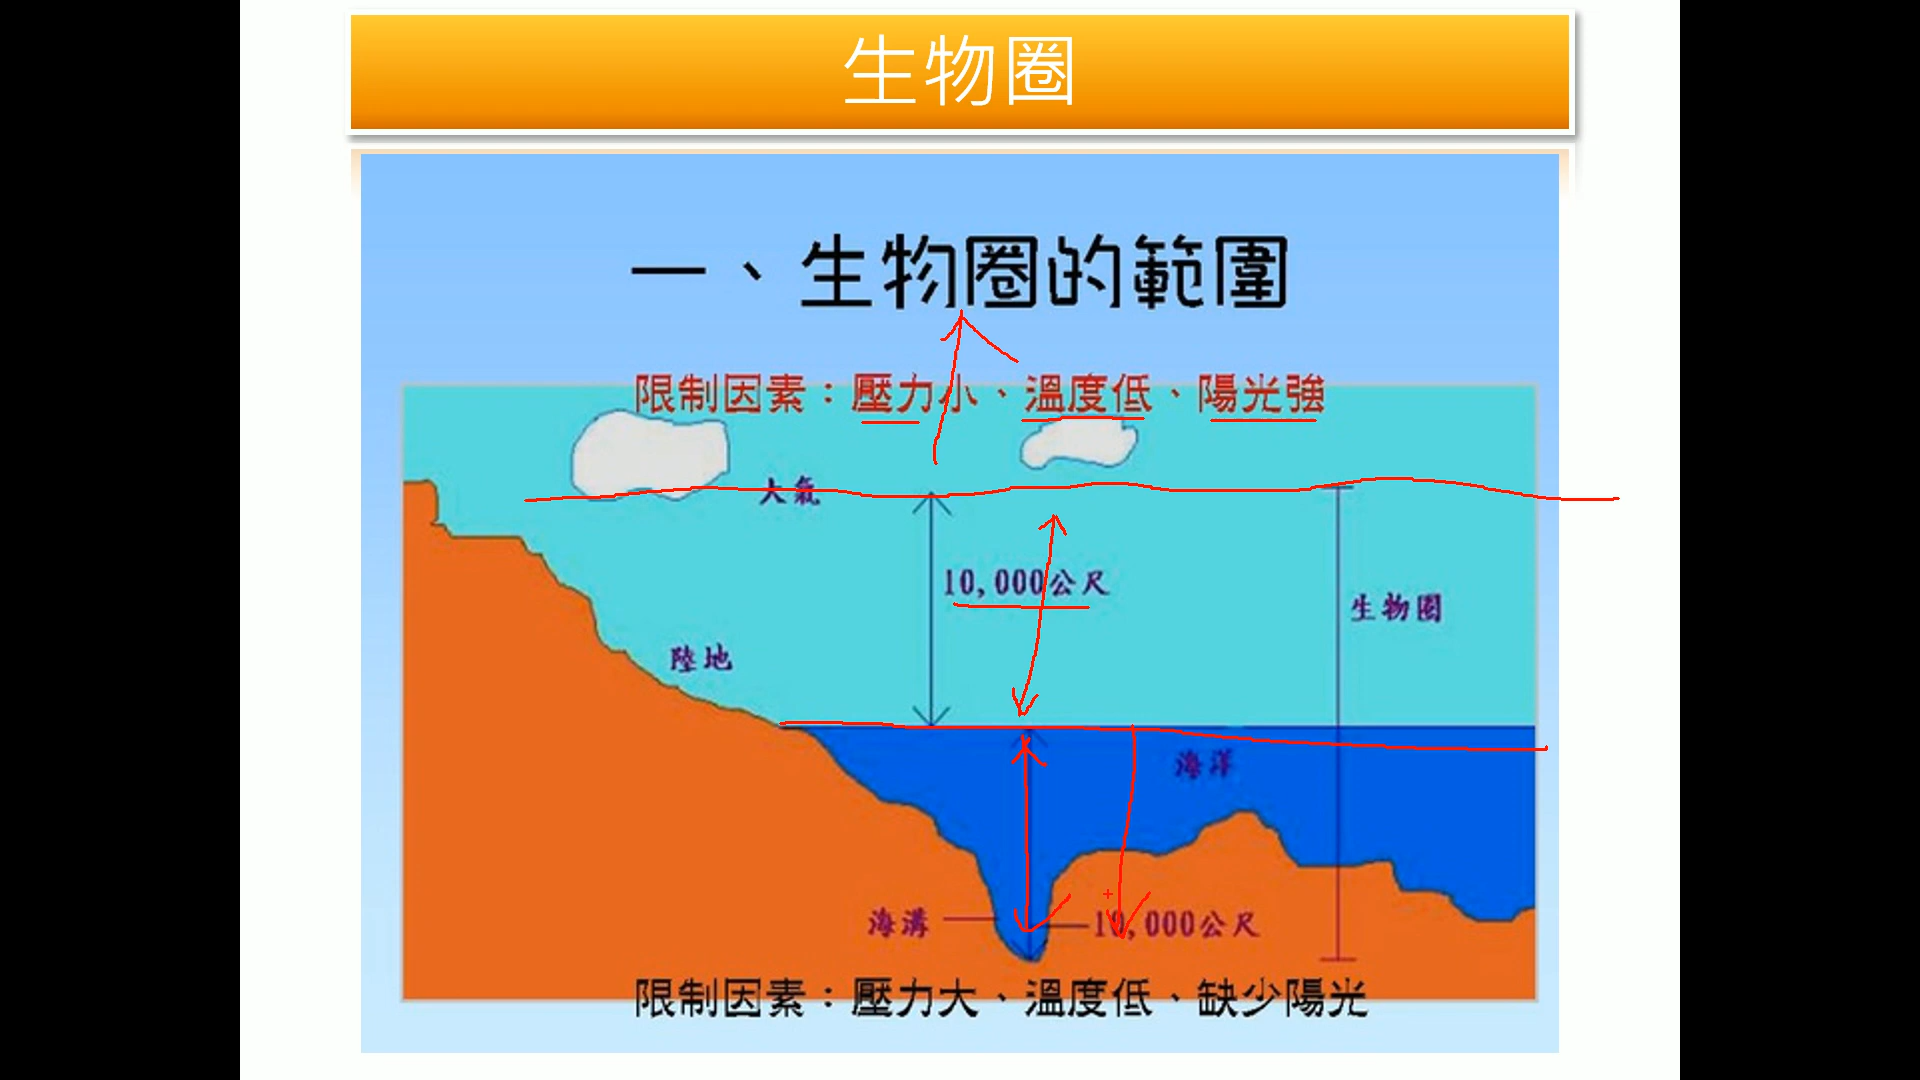 生物圈
一、生物圈的範圍
限制因素：壓力小、溫度低、陽光強
大氣
10,000公尺
生物圈
陸地
海洋
海溝
10,000公尺
限制因素：壓力大、溫度低、缺少陽光